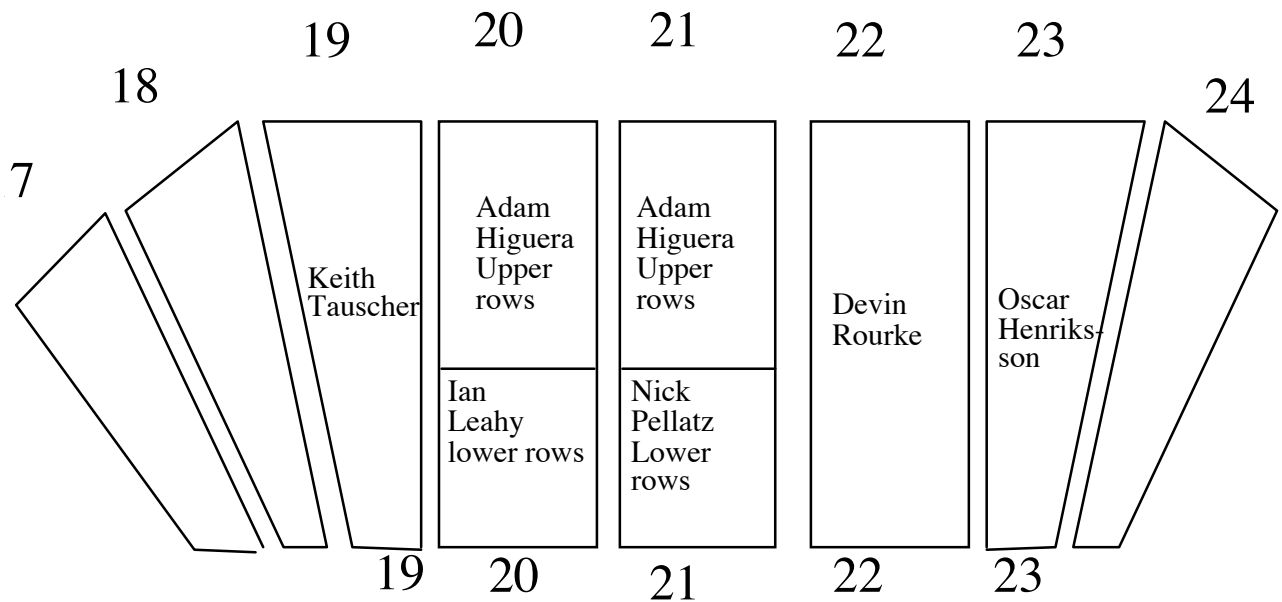 20
21
19
22
23
18
24
7
Adam
Higuera
Upper
rows
Adam
Higuera
Upper
rows
Keith
Tauscher
Devin
Rourke
Oscar
Henriks-
son
Ian
Leahy
lower rows
Nick
Pellatz
Lower
rows
19
20
21
22
23